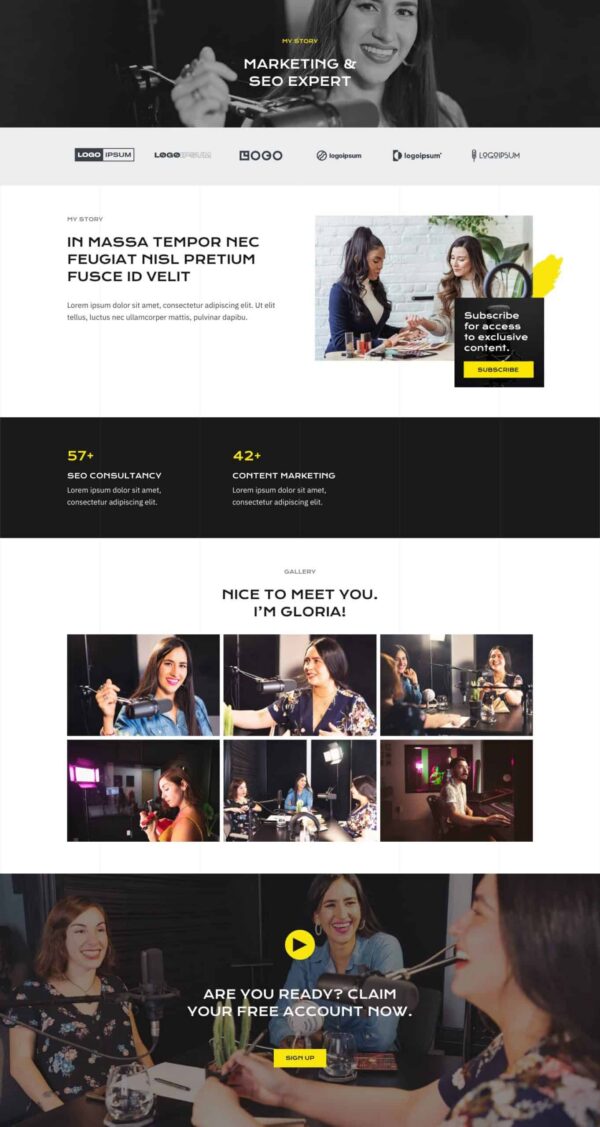 MY STORY
MARKETING &
SEO EXPERT
LOGO IPSUM
LOGOIPSUM
LOGO
logoipsum
logoipsum
LOGOIPSUM
MY STORY
IN MASSA TEMPOR NEC
FEUGIAT NISL PRETIUM
FUSCE ID VELIT
Lorem ipsum dolor sit amet, consectetur adipiscing elit. Ut elit
tellus, luctus nec ullamcorper mattis, pulvinar dapibu.
Subscribe
for access
to exclusive
content.
SUBSCRIBE
57+
SEO CONSULTANCY
Lorem ipsum dolor sit amet,
consectetur adipiscing elit.
42+
CONTENT MARKETING
Lorem ipsum dolor sit amet,
consectetur adipiscing elit.
GALLERY
NICE TO MEET YOU.
I'M GLORIA!
ARE YOU READY? CLAIM
YOUR FREE ACCOUNT NOW.
SIGN UP